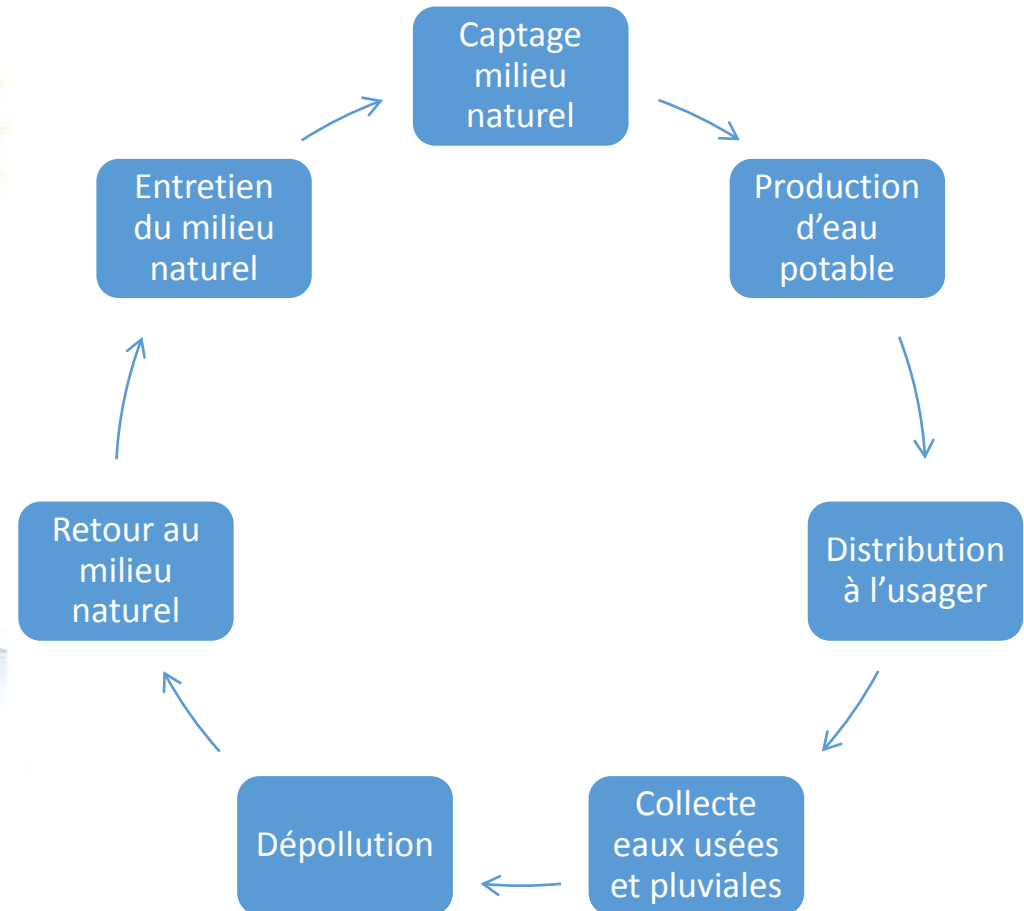 Captage
milieu
naturel
Production
d’eau
potable
Distribution
à l’usager
Collecte
eaux usées
et pluviales
Dépollution
Retour au
milieu
naturel
Entretien
du milieu
naturel